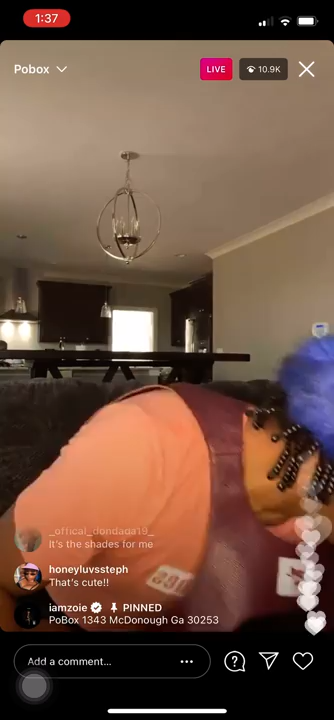 1:37
Pobox
LIVE
10.9K
_offical_dondaga19_
It's the shades for me
honeyluvssteph
That's cute!!
iamzoie PINNED
PoBox 1343 McDonough Ga 30253
Add a comment...